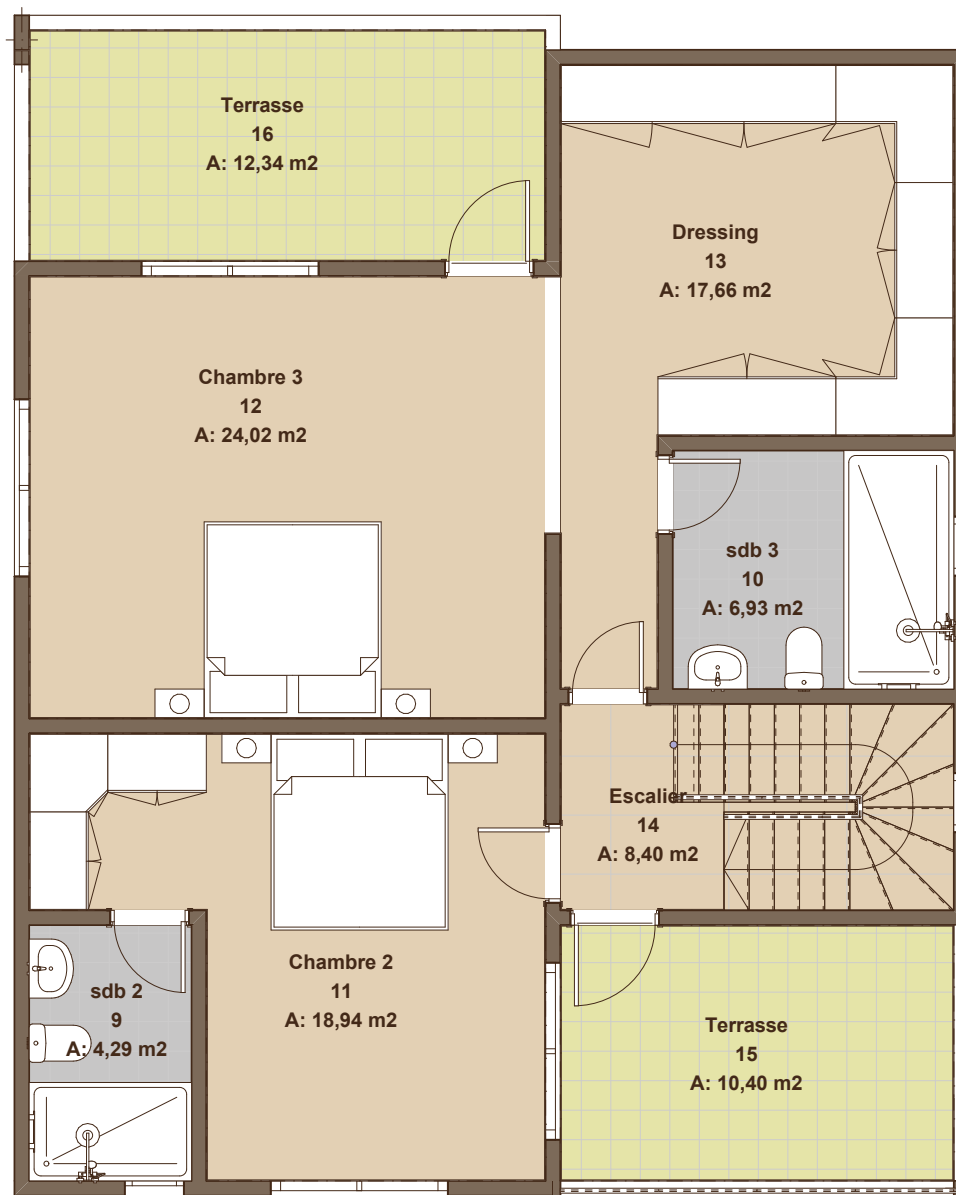 Terrasse
16
A: 12,34 m2
Dressing
13
A: 17,66 m2
Chambre 3
12
A: 24,02 m2
sdb 3
10
A: 6,93 m2
Escalier
14
A: 8,40 m2
Chambre 2
11
A: 18,94 m2
sdb 2
9
A: 4,29 m2
Terrasse
15
A: 10,40 m2